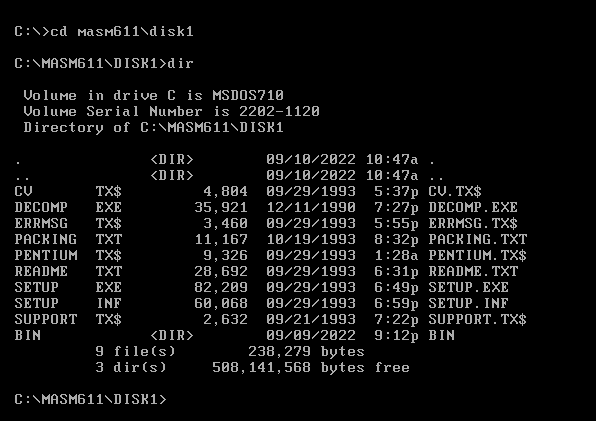 C:\>cd masm611\disk1
C:\MASM611\DISK1>dir
Volume in drive C is MSDOS710
Volume Serial Number is 2202-1120
Directory of C:\MASM611\DISK1
. <DIR> 09/10/2022 10:47a .
.. <DIR> 09/10/2022 10:47a ..
CV TX$ 4,804 09/29/1993 5:37p CV.TX$
DECOMP EXE 35,921 12/11/1990 7:27p DECOMP.EXE
ERRMSG TX$ 3,460 09/29/1993 5:55p ERRMSG.TX$
PACKING TXT 11,167 10/19/1993 8:32p PACKING.TXT
PENTIUM TX$ 9,326 09/29/1993 1:28a PENTIUM.TX$
README TXT 28,692 09/29/1993 6:31p README.TXT
SETUP EXE 82,209 09/29/1993 6:49p SETUP.EXE
SETUP INF 60,068 09/29/1993 6:59p SETUP.INF
SUPPORT TX$ 2,632 09/21/1993 7:22p SUPPORT.TX$
BIN <DIR> 09/09/2022 9:12p BIN
9 file(s) 238,279 bytes
3 dir(s) 508,141,568 bytes free
C:\MASM611\DISK1>